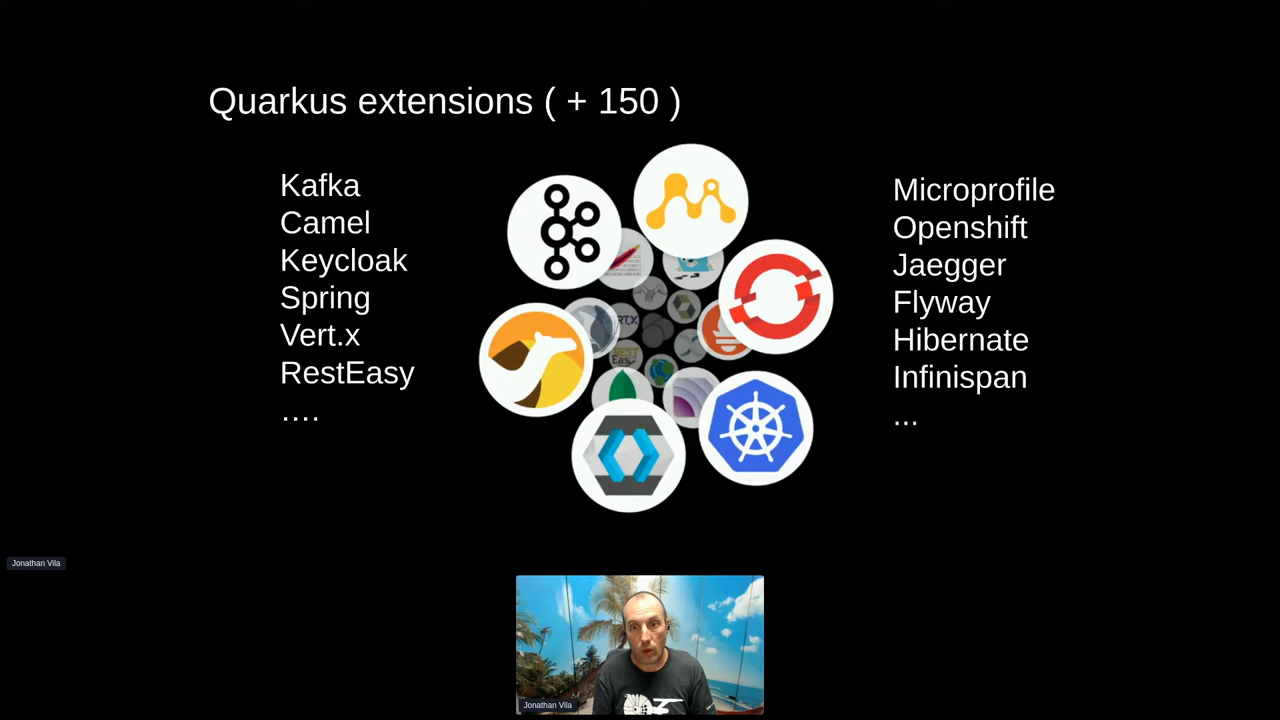 Quarkus extensions ( + 150 )
Kafka
Camel
Keycloak
Spring
Vert.x
RestEasy
....
Microprofile
Openshift
Jaegger
Flyway
Hibernate
Infinispan
...
Jonathan Vila
Jonathan Vila